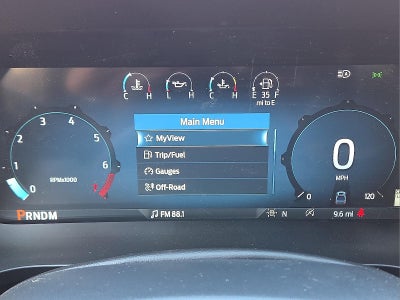 C H L H C H E 35 F
mi to E
Main Menu
MyView
Trip/Fuel
Gauges
Off-Road
0 1 2 3 4 5 6
RPMx1000
0
MPH
0 120
PRNDM
FM 88.1
N
9.6 mi